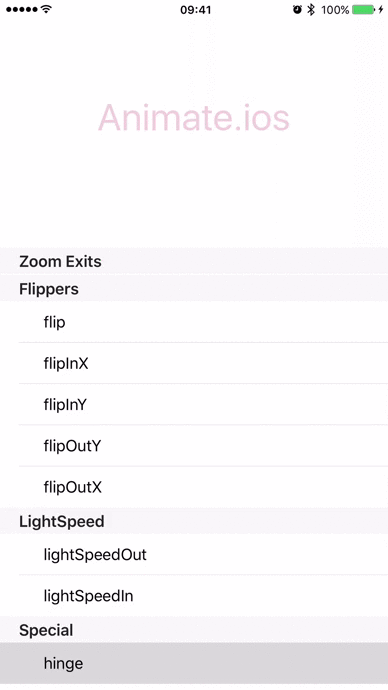 09:41 100%
Animate.ios
Zoom Exits
Flippers
flip
flipInX
flipInY
flipOutY
flipOutX
LightSpeed
lightSpeedOut
lightSpeedIn
Special
hinge